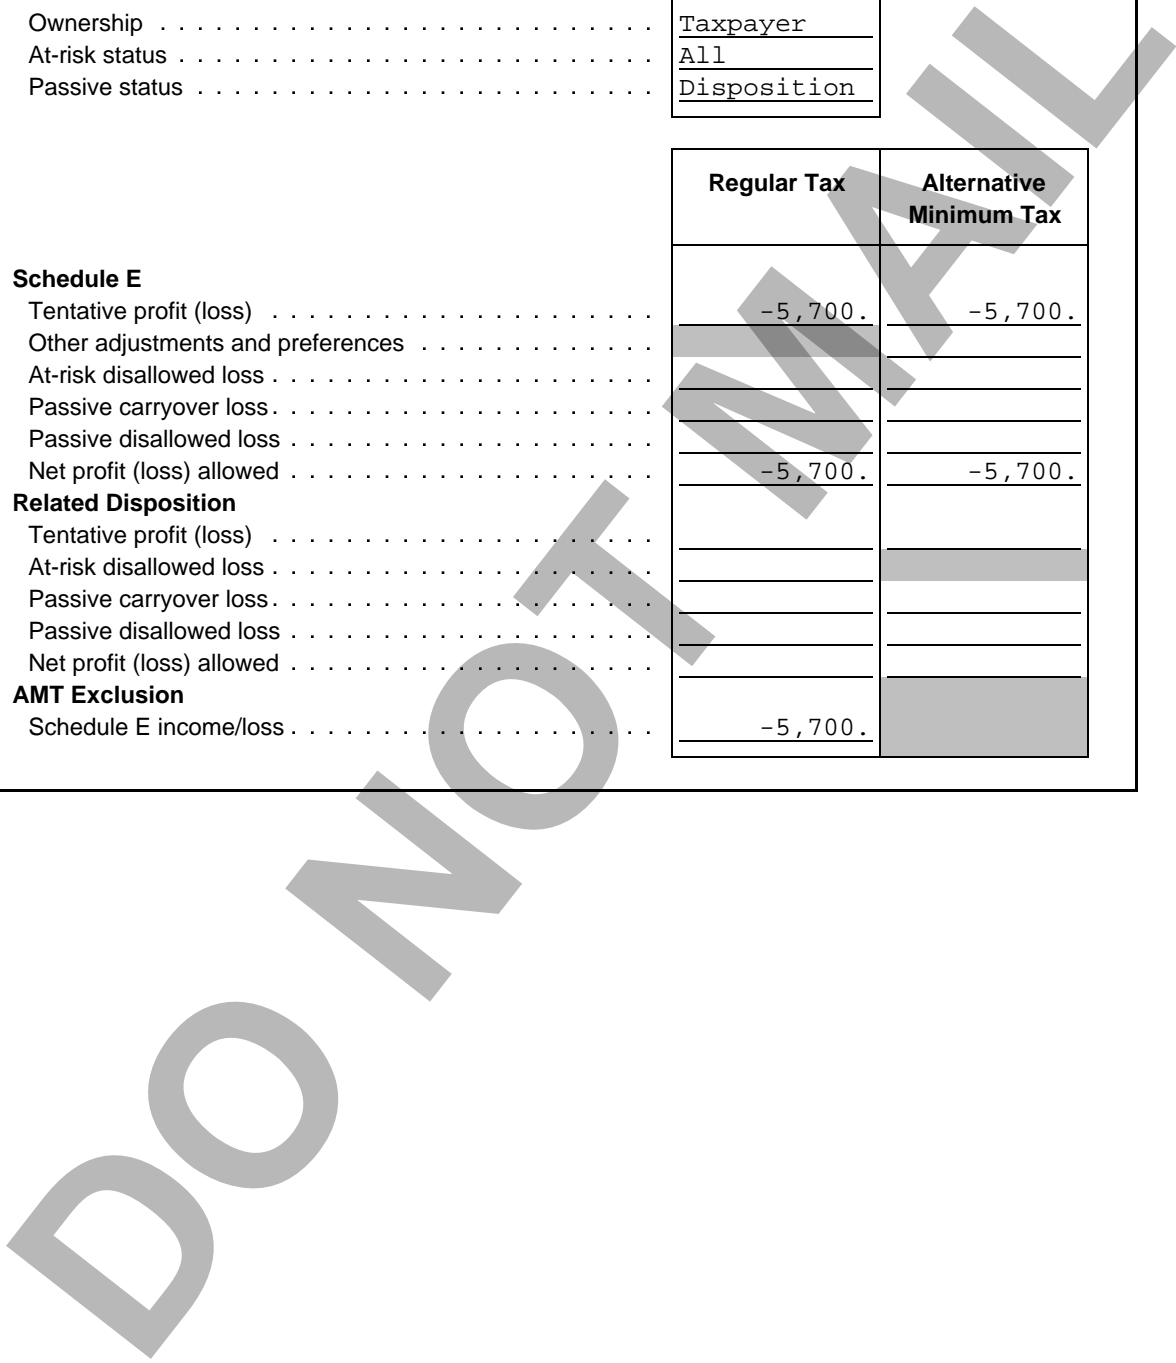 Ownership . . . . . . . . . . . . . . . . . . . . . . . . . . . Taxpayer
At-risk status . . . . . . . . . . . . . . . . . . . . . . . . . . All
Passive status . . . . . . . . . . . . . . . . . . . . . . . . . Disposition
Regular Tax Alternative Minimum Tax
Schedule E
Tentative profit (loss) . . . . . . . . . . . . . . . . . . . . . -5,700. -5,700.
Other adjustments and preferences . . . . . . . . . . . . .
At-risk disallowed loss . . . . . . . . . . . . . . . . . . . . .
Passive carryover loss . . . . . . . . . . . . . . . . . . . . .
Passive disallowed loss . . . . . . . . . . . . . . . . . . . .
Net profit (loss) allowed . . . . . . . . . . . . . . . . . . . . -5,700. -5,700.
Related Disposition
Tentative profit (loss) . . . . . . . . . . . . . . . . . . . . .
At-risk disallowed loss . . . . . . . . . . . . . . . . . . . . .
Passive carryover loss . . . . . . . . . . . . . . . . . . . . .
Passive disallowed loss . . . . . . . . . . . . . . . . . . . .
Net profit (loss) allowed . . . . . . . . . . . . . . . . . . . .
AMT Exclusion
Schedule E income/loss . . . . . . . . . . . . . . . . . . . . -5,700.
DO NOT MAIL